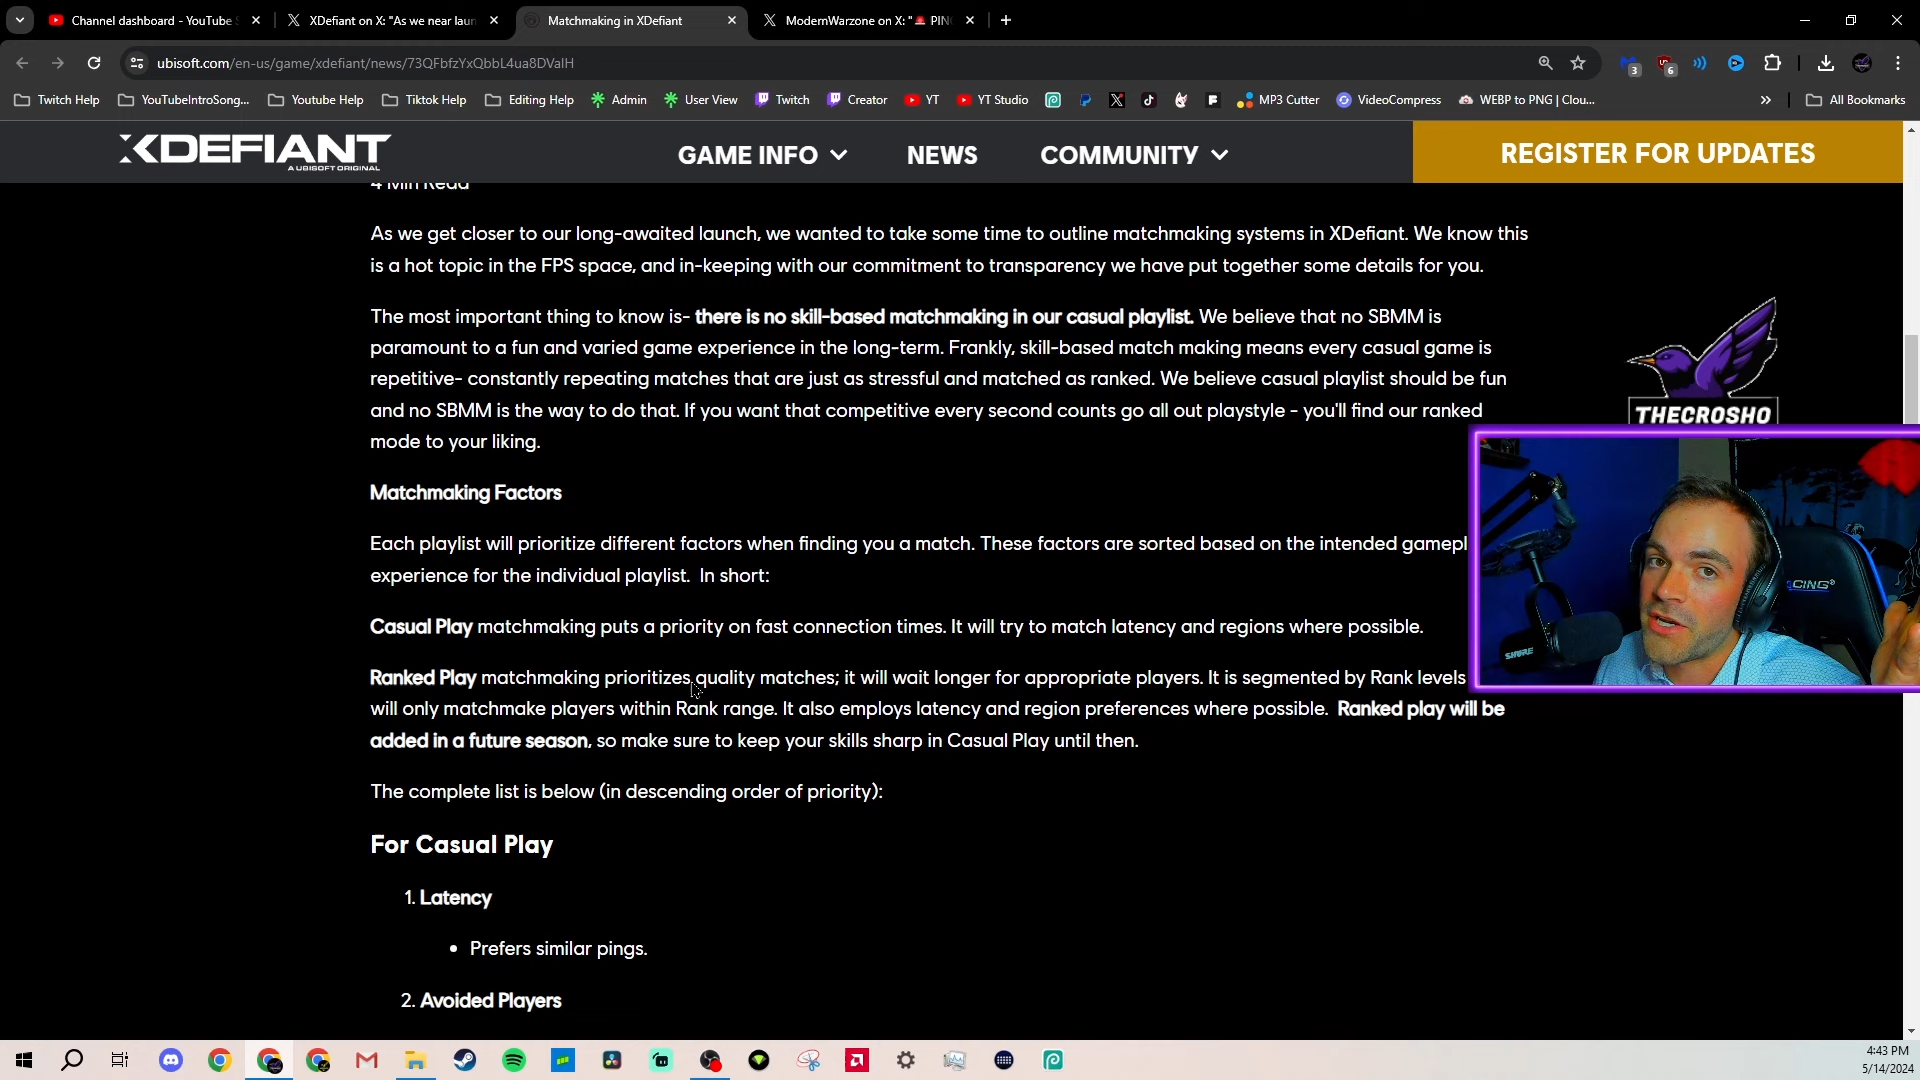 Channel dashboard - YouTube S
XDefiant on X: "As we near laun
Matchmaking in XDefiant
ModernWarzone on X: "🚨 PIN
ubisoft.com/en-us/game/xdefiant/news/73QFbfzYxQbbL4ua8DValH
3
6
Twitch Help
YouTubeIntroSong...
Youtube Help
Tiktok Help
Editing Help
Admin
User View
Twitch
Creator
YT
YT Studio
MP3 Cutter
VideoCompress
WEBP to PNG | Clou...
All Bookmarks
XDEFIANT
A UBISOFT ORIGINAL
GAME INFO
NEWS
COMMUNITY
REGISTER FOR UPDATES
4 Min Read
As we get closer to our long-awaited launch, we wanted to take some time to outline matchmaking systems in XDefiant. We know this
is a hot topic in the FPS space, and in-keeping with our commitment to transparency we have put together some details for you.
The most important thing to know is- there is no skill-based matchmaking in our casual playlist. We believe that no SBMM is
paramount to a fun and varied game experience in the long-term. Frankly, skill-based match making means every casual game is
repetitive- constantly repeating matches that are just as stressful and matched as ranked. We believe casual playlist should be fun
and no SBMM is the way to do that. If you want that competitive every second counts go all out playstyle - you'll find our ranked
mode to your liking.
THECROSHO
Matchmaking Factors
Each playlist will prioritize different factors when finding you a match. These factors are sorted based on the intended gamepl
experience for the individual playlist. In short:
Casual Play matchmaking puts a priority on fast connection times. It will try to match latency and regions where possible.
Ranked Play matchmaking prioritizes quality matches; it will wait longer for appropriate players. It is segmented by Rank levels
will only matchmake players within Rank range. It also employs latency and region preferences where possible. Ranked play will be
added in a future season, so make sure to keep your skills sharp in Casual Play until then.
The complete list is below (in descending order of priority):
For Casual Play
1. Latency
• Prefers similar pings.
2. Avoided Players
CING
SHURE
4:43 PM
5/14/2024